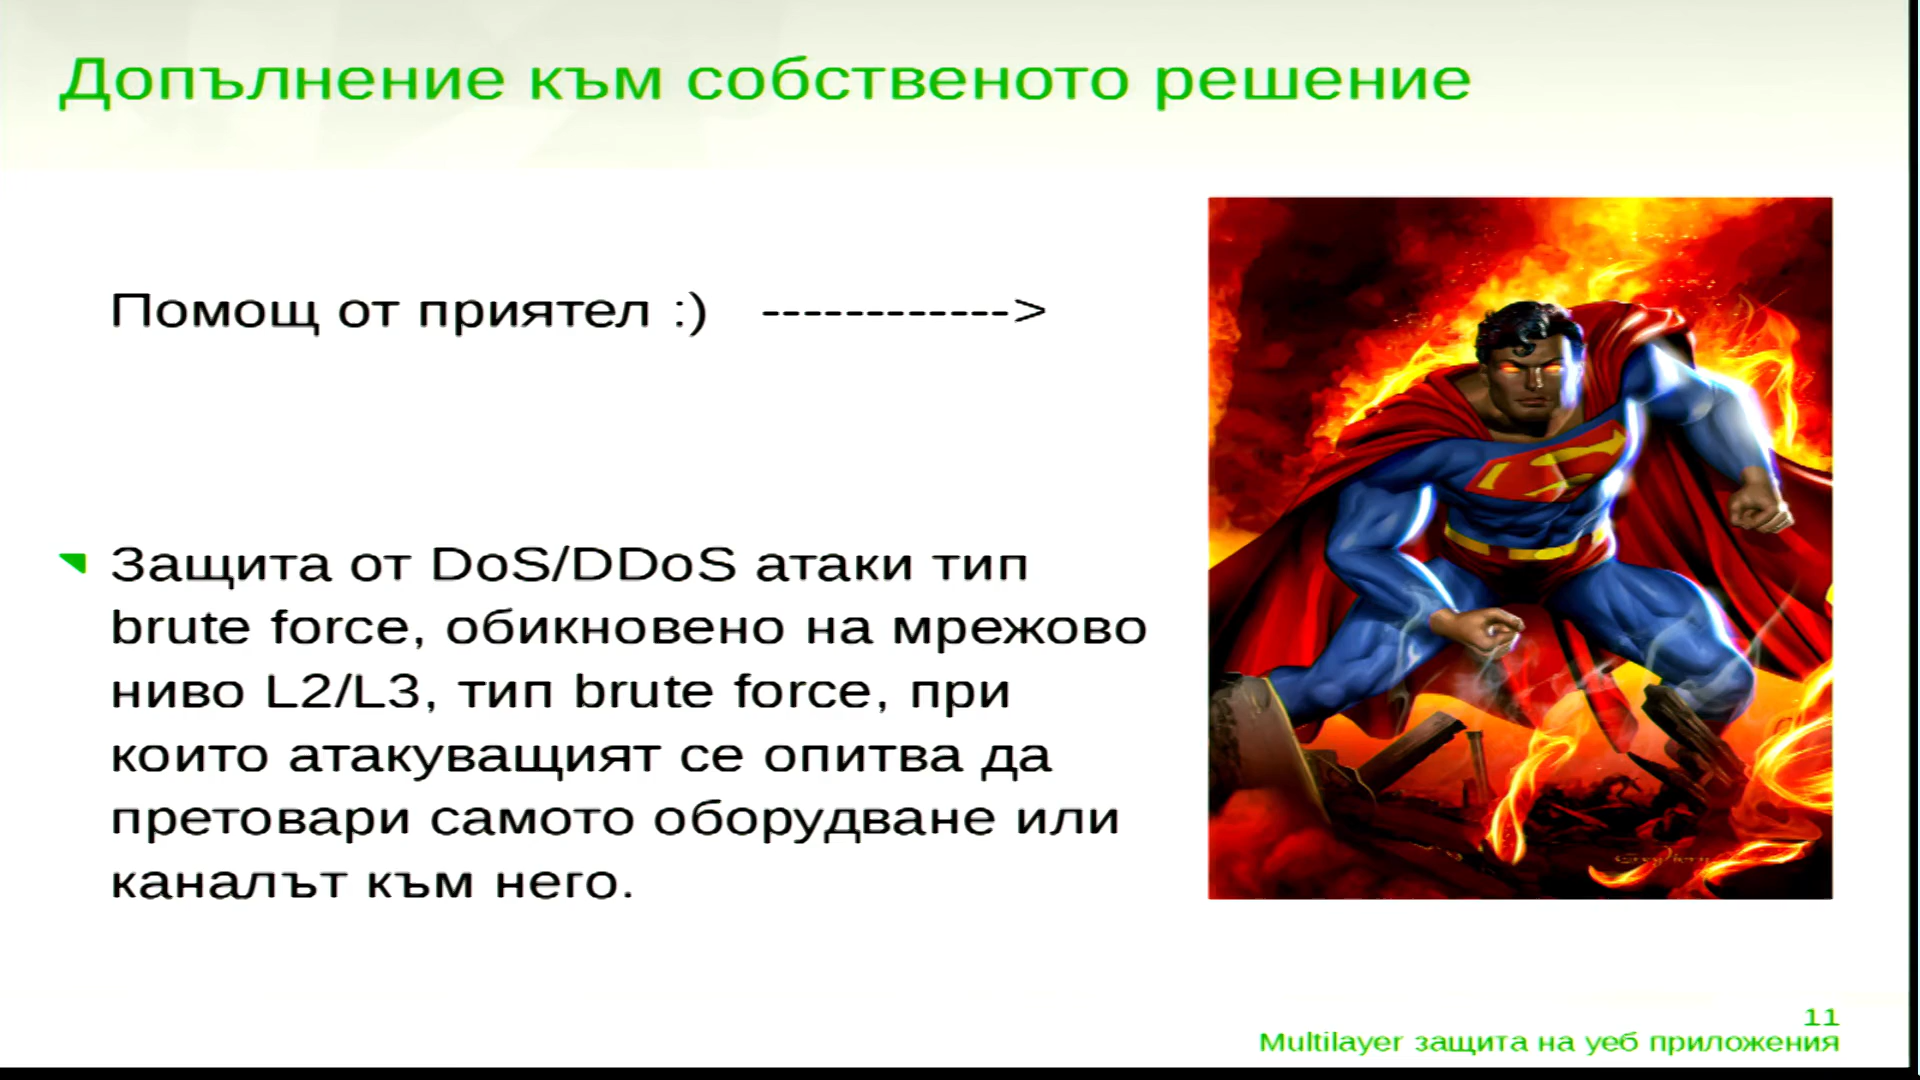 Допълнение към собственото решение
Помощ от приятел :) ------------>
Защита от DoS/DDoS атаки тип
brute force, обикновено на мрежово
ниво L2/L3, тип brute force, при
които атакуващият се опитва да
претовари самото оборудване или
каналът към него.
11
Multilayer защита на уеб приложения